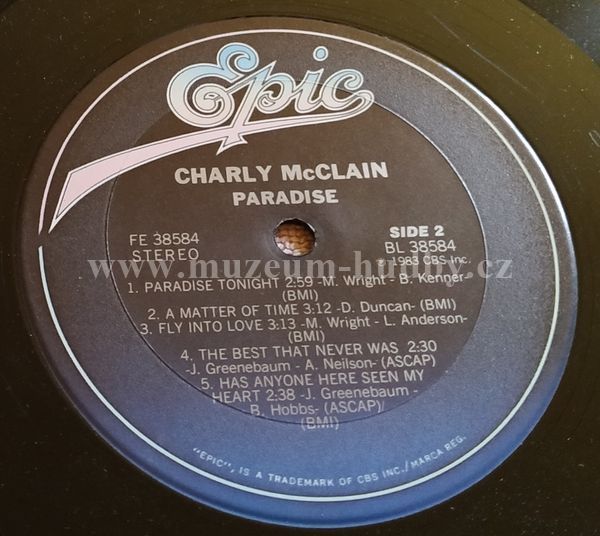 Epic
CHARLY McCLAIN
PARADISE
FE 38584
STEREO
SIDE 2
BL 38584
℗ 1983 CBS Inc.
www.muzeum-hudby.cz
1. PARADISE TONIGHT 2:59 -M. Wright - B. Kenner-
(BMI)
2. A MATTER OF TIME 3:12 -D. Duncan- (BMI)
3. FLY INTO LOVE 3:13 -M. Wright - L. Anderson-
(BMI)
4. THE BEST THAT NEVER WAS 2:30
-J. Greenebaum - A. Neilson- (ASCAP)
5. HAS ANYONE HERE SEEN MY
HEART 2:38 -J. Greenebaum -
B. Hobbs- (ASCAP)/
(BMI)
"EPIC", IS A TRADEMARK OF CBS INC./MARCA REG.